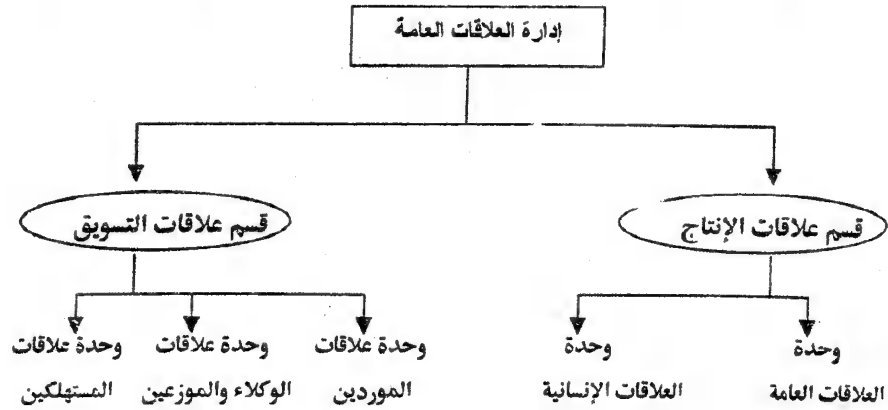 إدارة العلاقات العامة
قسم علاقات الإنتاج
قسم علاقات التسويق
وحدة
العلاقات العامة
وحدة
العلاقات الإنسانية
وحدة علاقات
الموردين
وحدة علاقات
الوكلاء والموزعين
وحدة علاقات
المستهلكين